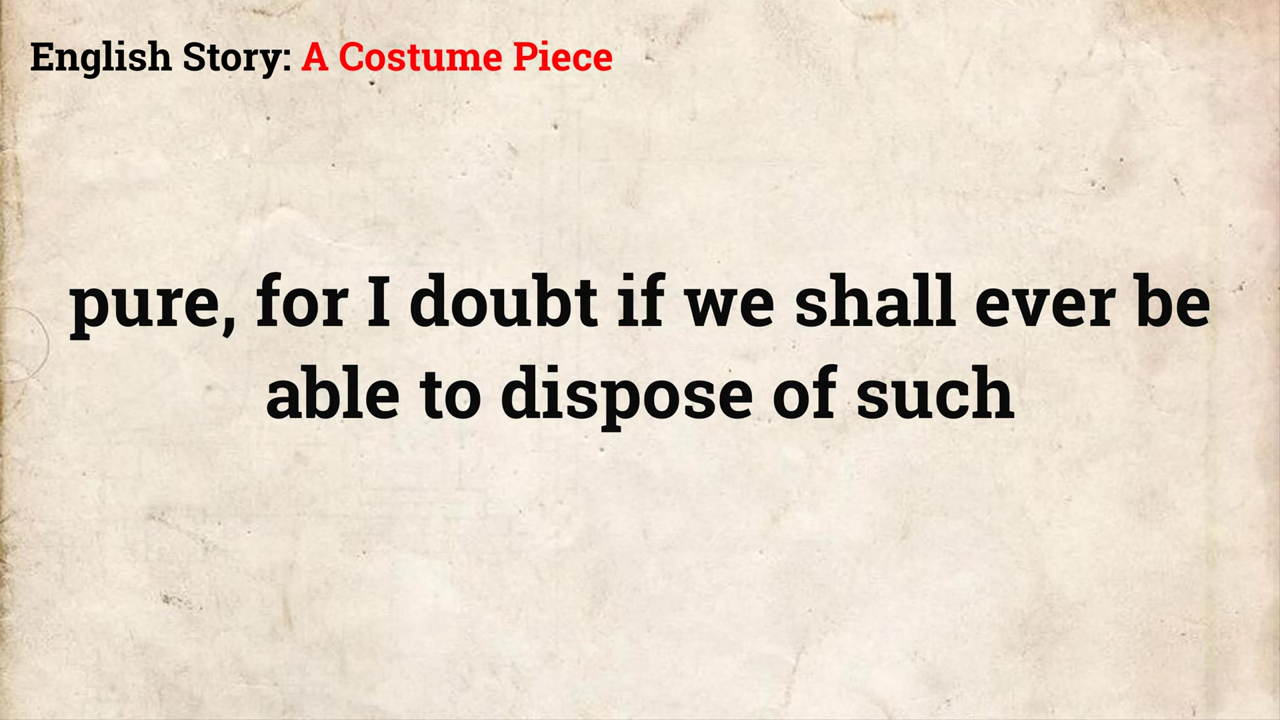 English Story: A Costume Piece
pure, for I doubt if we shall ever be
able to dispose of such